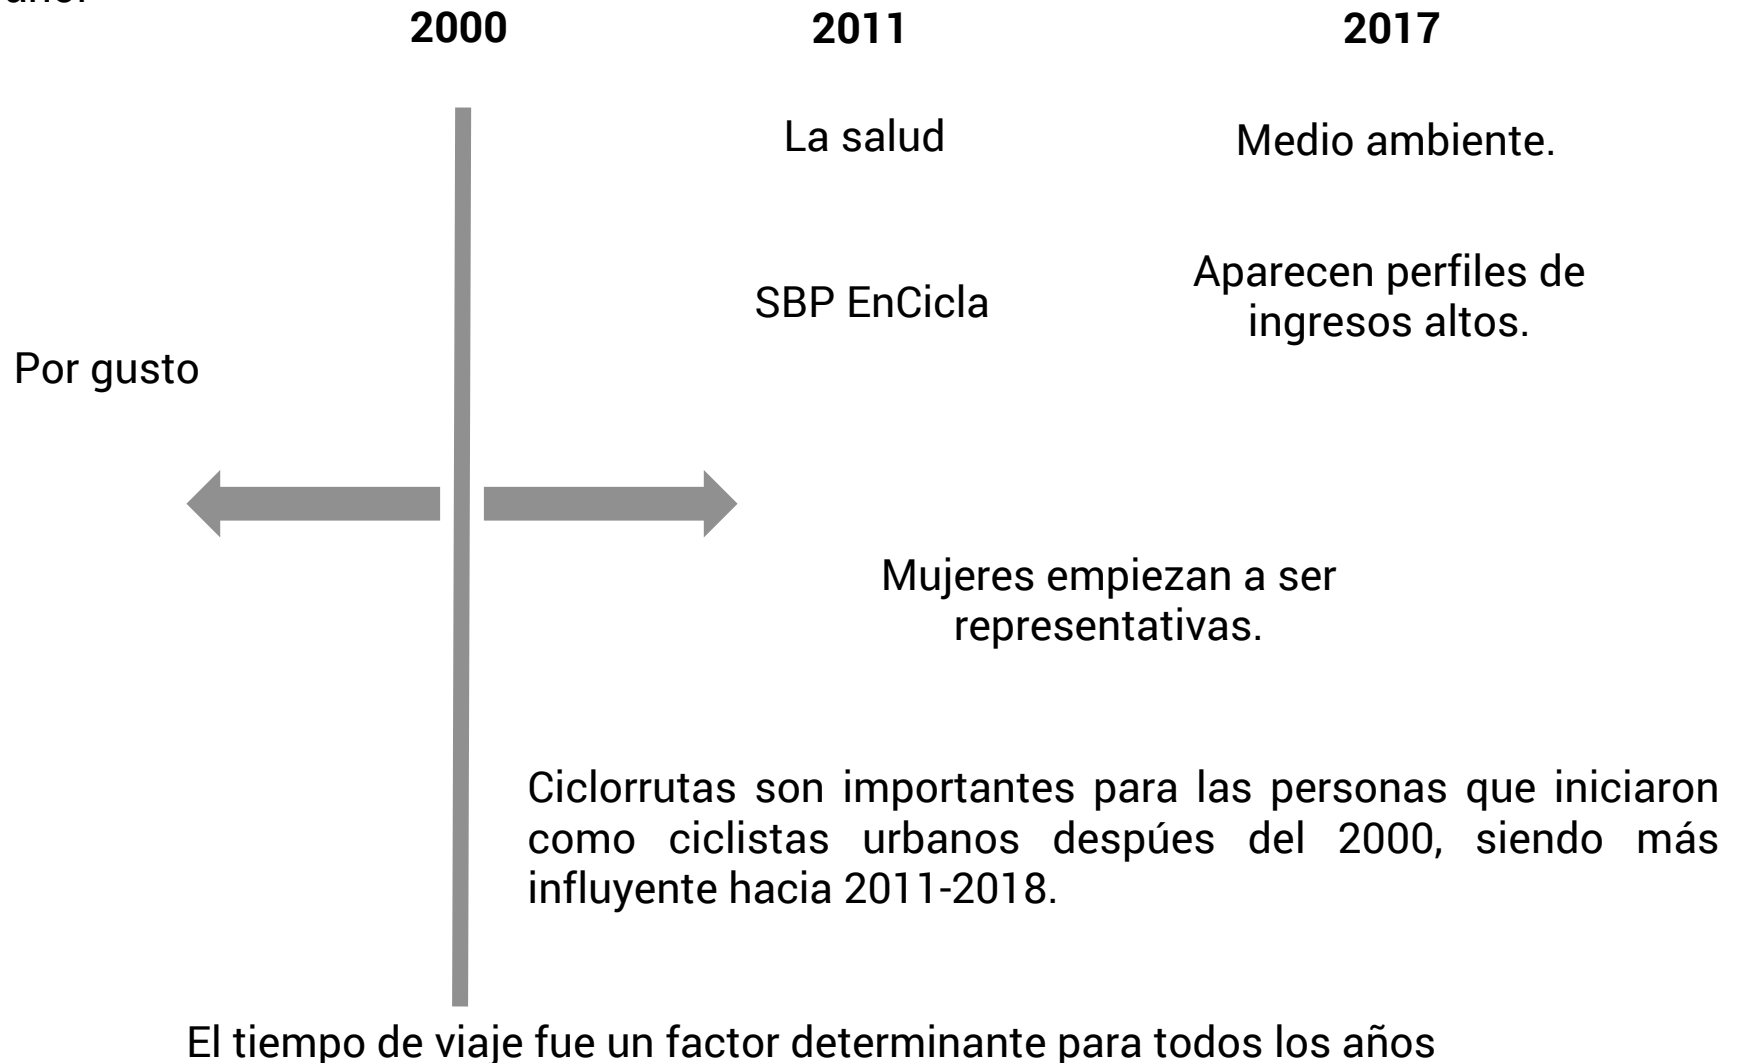 2000 2011 2017
La salud
Medio ambiente.
SBP EnCicla
Aparecen perfiles de
ingresos altos.
Por gusto
Mujeres empiezan a ser
representativas.
Ciclorrutas son importantes para las personas que iniciaron
como ciclistas urbanos despúes del 2000, siendo más
influyente hacia 2011-2018.
El tiempo de viaje fue un factor determinante para todos los años